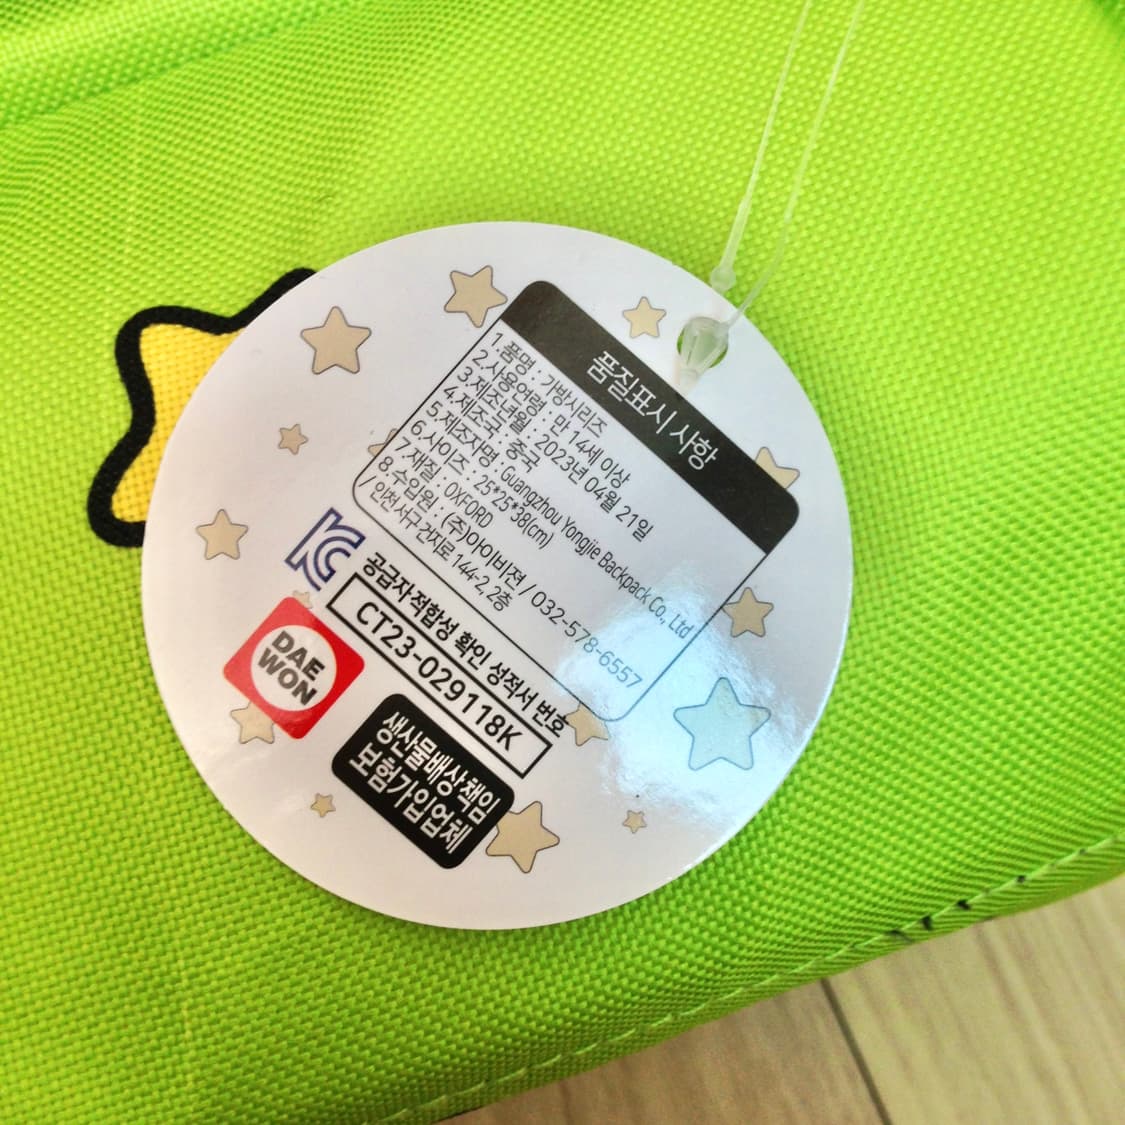 품질표시 사항
1.품명 : 가방시리즈
2.사용연령 : 만 14세 이상
3.제조년월 : 2023년 04월 21일
4.제조국 : 중국
5.제조자명 : Guangzhou Yongjie Backpack Co., Ltd
6.사이즈 : 25*25*38(cm)
7.재질 : OXFORD
8.수입원 : (주)아이비젼 / 032-578-6557
/ 인천 서구 건지로 144-2, 2층
공급자 적합성 확인 성적서 번호
CT23-029118K
DAE
WON
생산물배상책임
보험가입업체